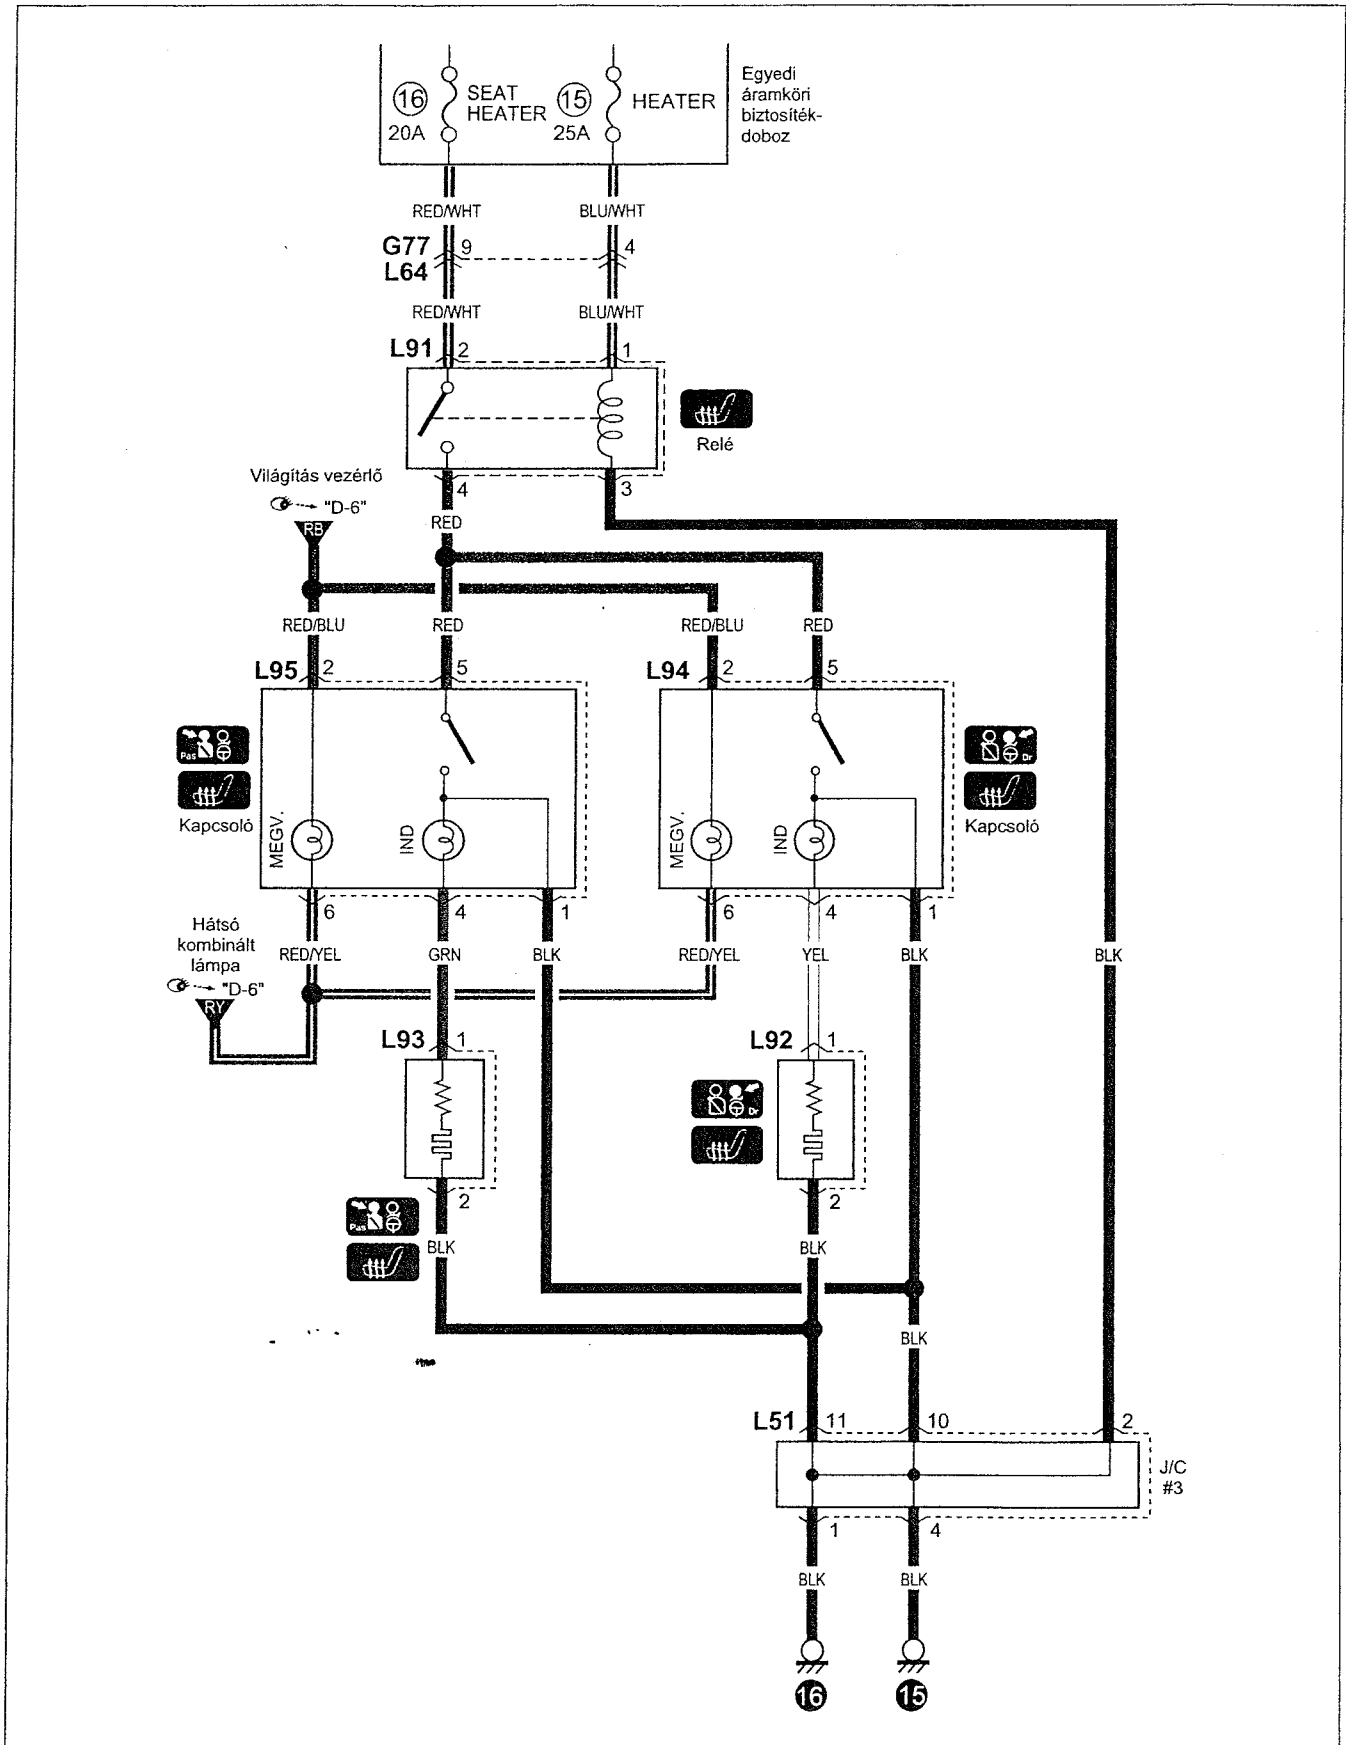 Egyedi
áramköri
biztosíték-
doboz
16
20A
SEAT
HEATER
15
25A
HEATER
RED/WHT
BLU/WHT
G77
9
4
L64
RED/WHT
BLU/WHT
L91
2
1
Relé
4
3
Világítás vezérlő
"D-6"
RB
RED
RED/BLU
RED
RED/BLU
RED
L95
2
5
L94
2
5
Pas
Kapcsoló
MEGV.
IND
MEGV.
IND
Dr
Kapcsoló
6
4
1
6
4
1
Hátsó
kombinált
lámpa
"D-6"
RY
RED/YEL
GRN
BLK
RED/YEL
YEL
BLK
BLK
L93
1
L92
1
Dr
2
2
Pas
BLK
BLK
BLK
L51
11
10
2
J/C
#3
1
4
BLK
BLK
16
15